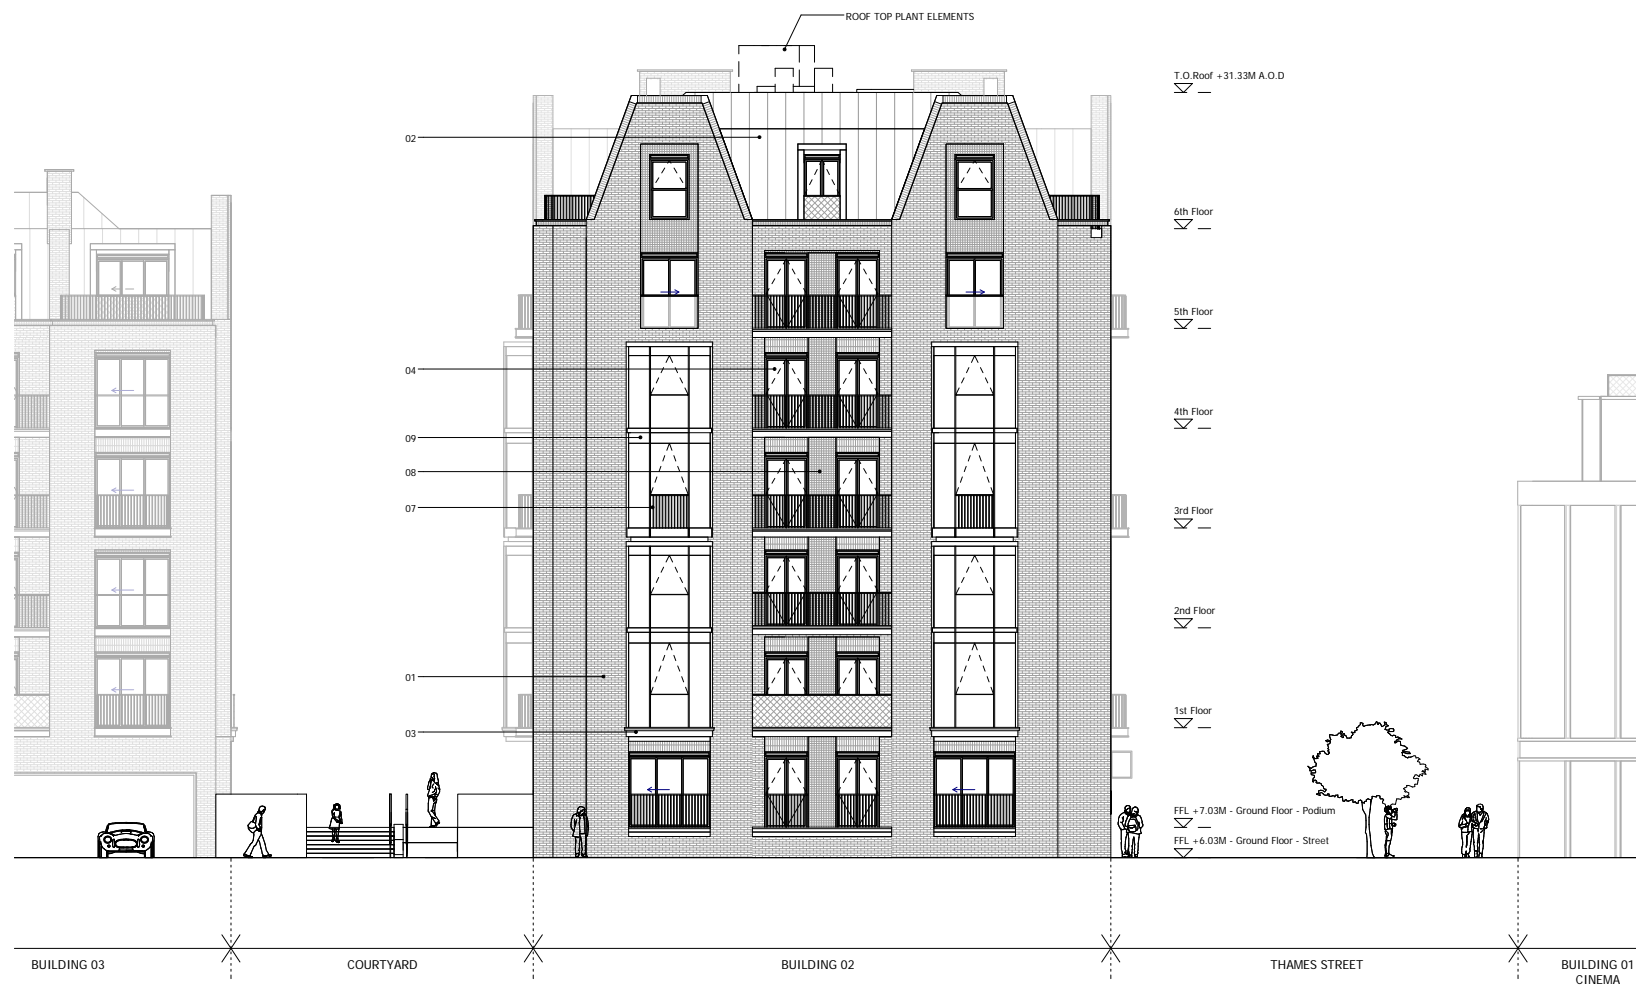 ROOF TOP PLANT ELEMENTS
T.O.Roof +31.33M A.O.D
02
6th Floor
5th Floor
04
4th Floor
09
08
07
3rd Floor
2nd Floor
01
1st Floor
03
FFL +7.03M - Ground Floor - Podium
FFL +6.03M - Ground Floor - Street
BUILDING 03
COURTYARD
BUILDING 02
THAMES STREET
BUILDING 01
CINEMA